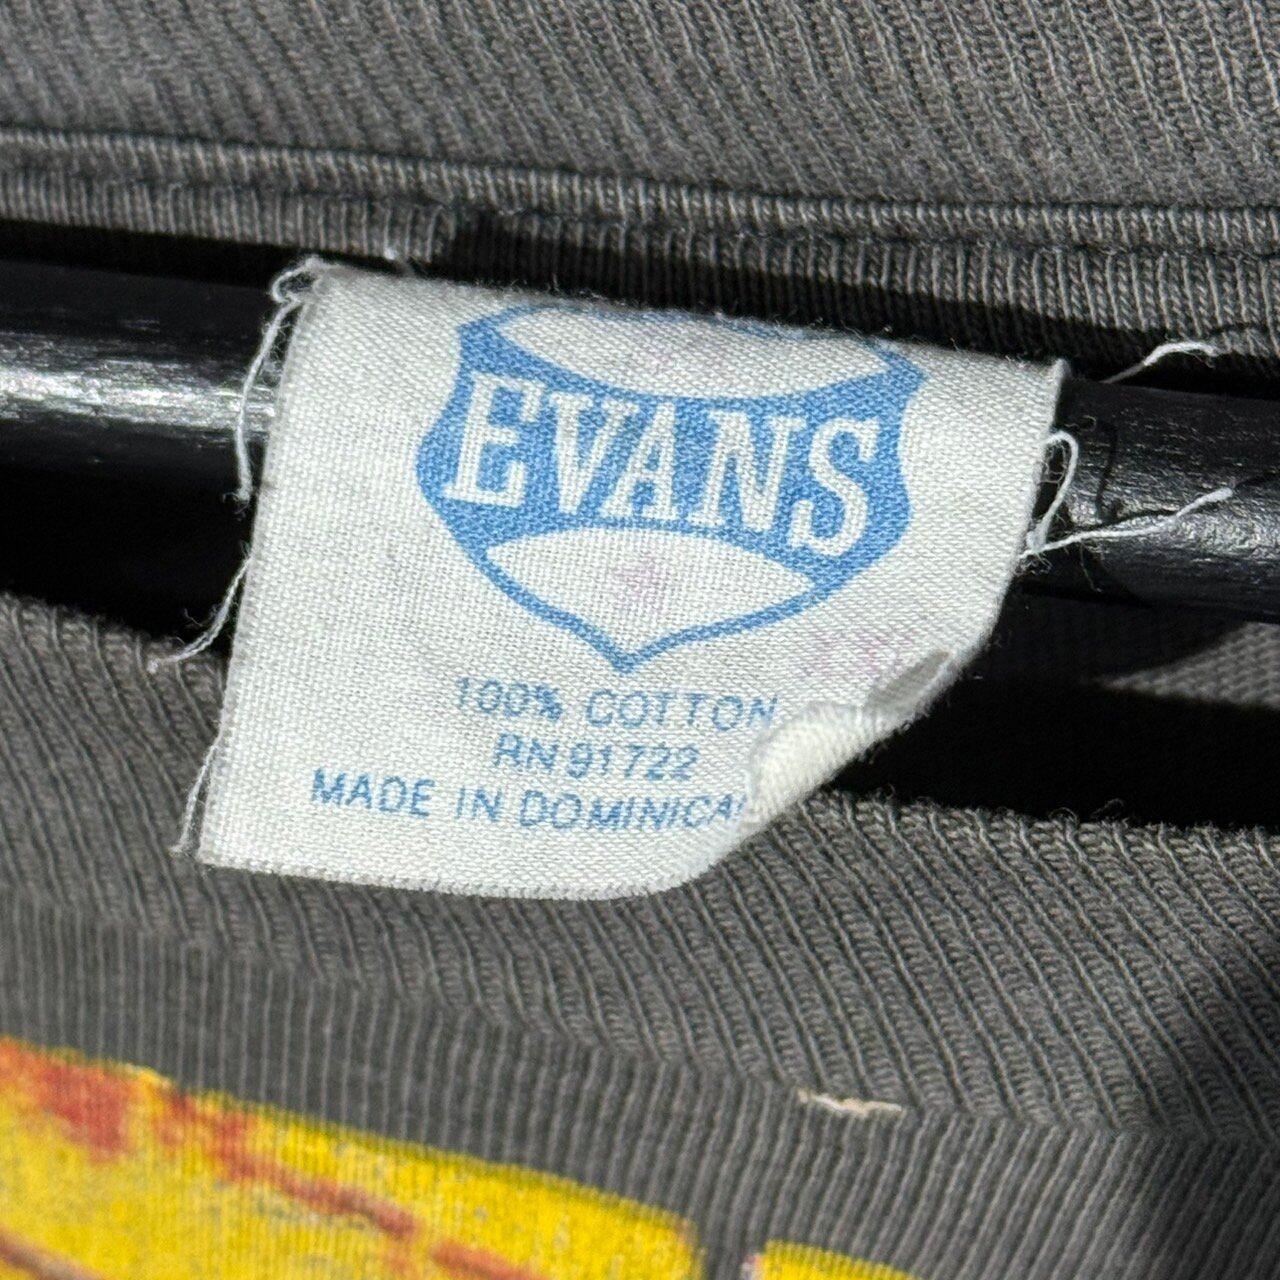 EVANS
100% COTTON
RN 91722
MADE IN DOMINICA